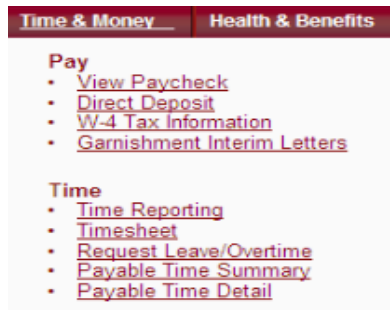 Time & Money    Health & Benefits
Pay
• View Paycheck
• Direct Deposit
• W-4 Tax Information
• Garnishment Interim Letters
Time
• Time Reporting
• Timesheet
• Request Leave/Overtime
• Payable Time Summary
• Payable Time Detail